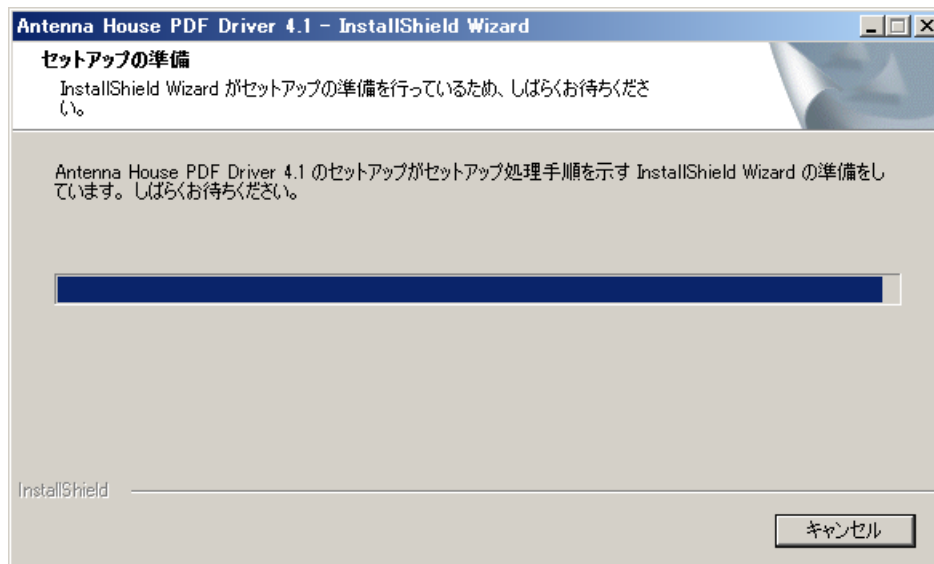 Antenna House PDF Driver 4.1 - InstallShield Wizard
セットアップの準備
InstallShield Wizard がセットアップの準備を行っているため、しばらくお待ちくださ
い。
Antenna House PDF Driver 4.1 のセットアップがセットアップ処理手順を示す InstallShield Wizard の準備をし
ています。しばらくお待ちください。
InstallShield
キャンセル